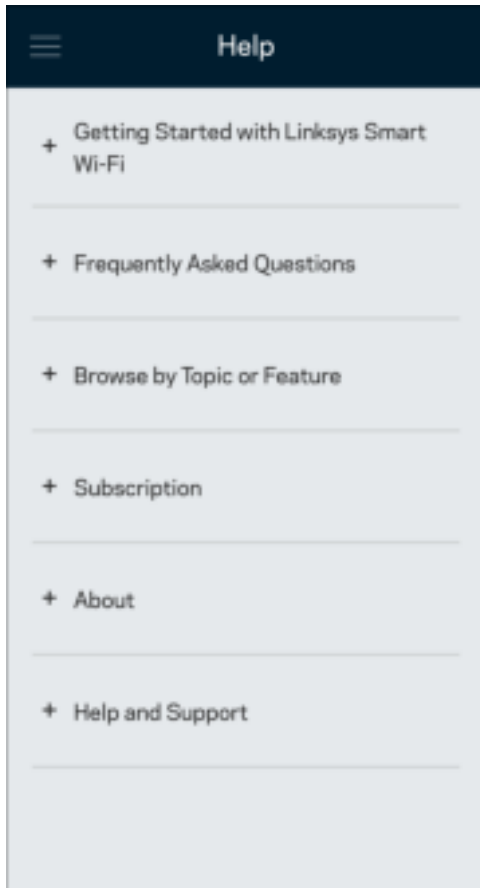 Help
Getting Started with Linksys Smart
Wi-Fi
Frequently Asked Questions
Browse by Topic or Feature
Subscription
About
Help and Support